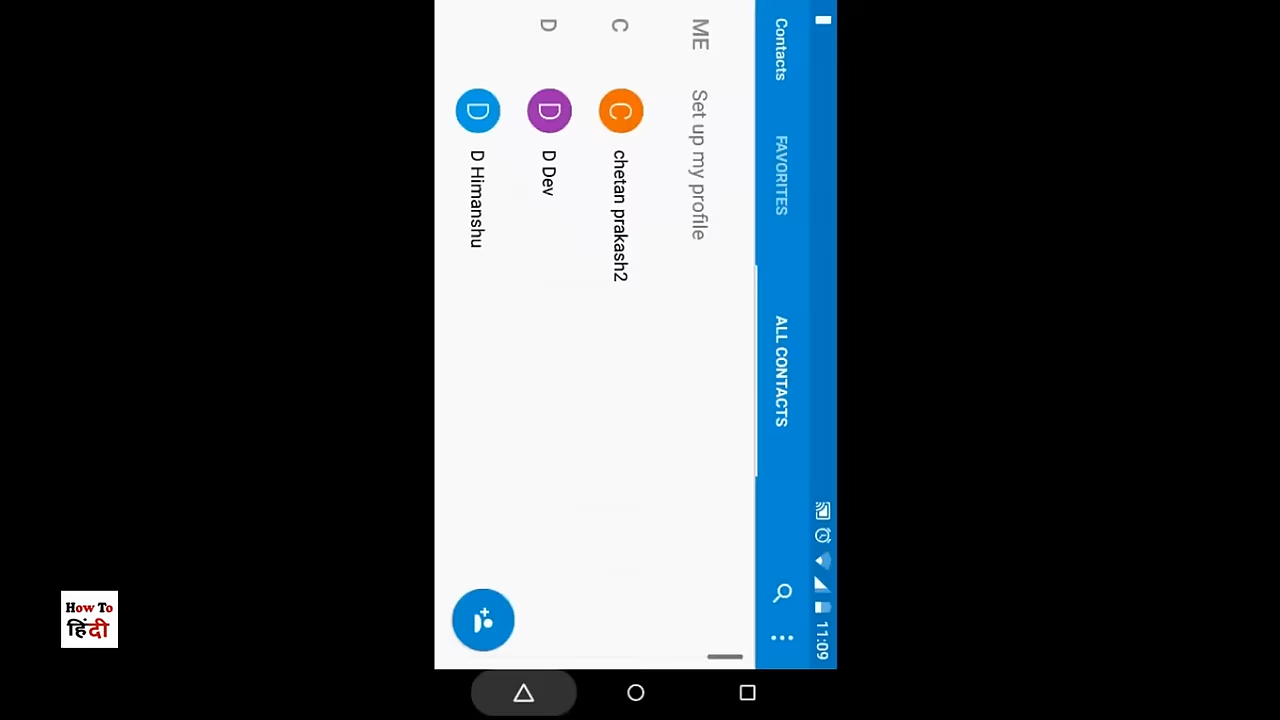 11:09
Contacts
FAVORITES
ALL CONTACTS
ME
Set up my profile
C
C
chetan prakash2
D
D
D Dev
D
D Himanshu
How To
हिंदी